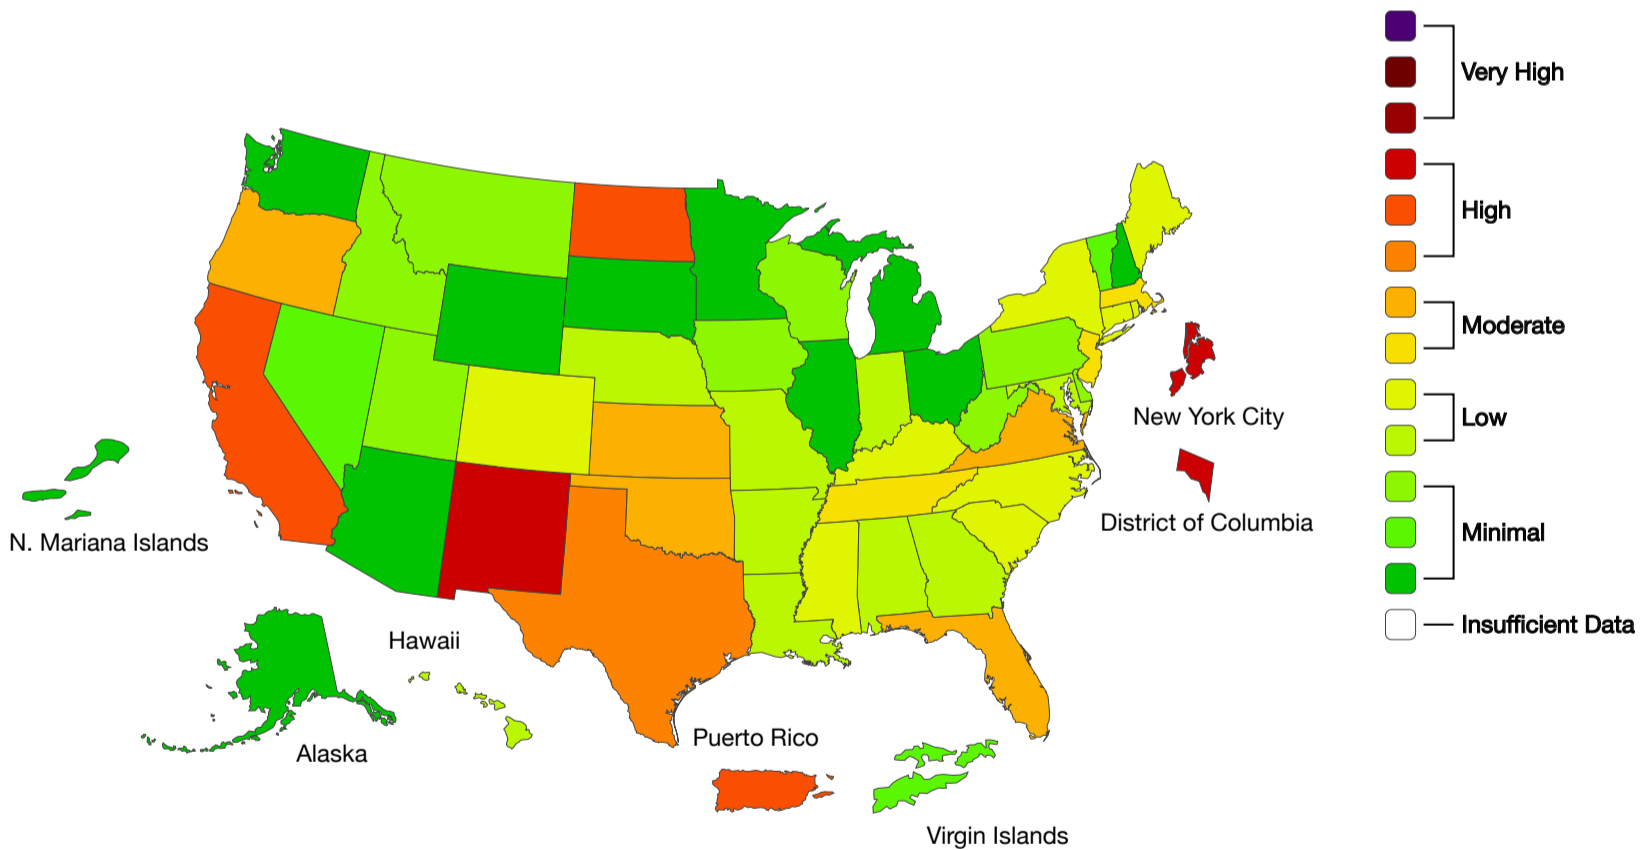 Very High
High
Moderate
New York City
Low
District of Columbia
N. Mariana Islands
Minimal
Hawaii
Insufficient Data
Alaska
Puerto Rico
Virgin Islands